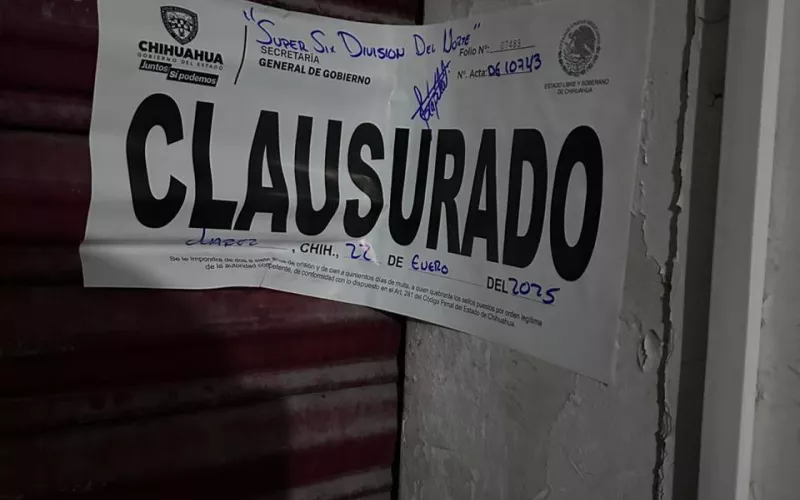 "Super Six Division Del Norte"
CHIHUAHUA
GOBIERNO DEL ESTADO
Juntos Sí podemos
SECRETARÍA
GENERAL DE GOBIERNO
Folio N°:
N°. Acta: DG 10743
ESTADO LIBRE Y SOBERANO
DE CHIHUAHUA
CLAUSURADO
Juarez, CHIH., 22 DE Enero DEL 2025
Se le impondrá de dos a siete años de prisión y de cien a quinientos días de multa, a quien quebrante los sellos puestos por orden legítima
de la autoridad competente, de conformidad con lo dispuesto en el Art. 281 del Código Penal del Estado de Chihuahua.